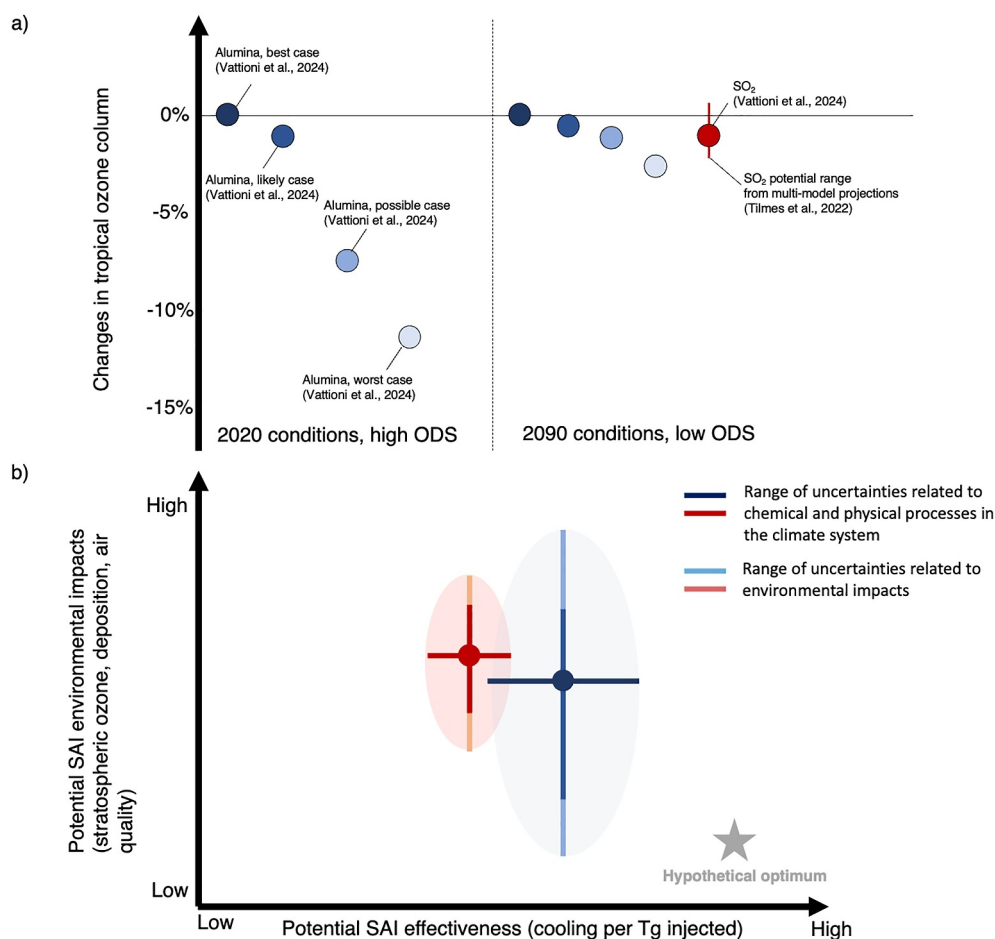 a)
Changes in tropical ozone column
0%
-5%
-10%
-15%
Alumina, best case
(Vattioni et al., 2024)
Alumina, likely case
(Vattioni et al., 2024)
Alumina, possible case
(Vattioni et al., 2024)
Alumina, worst case
(Vattioni et al., 2024)
2020 conditions, high ODS
SO₂
(Vattioni et al., 2024)
SO₂ potential range
from multi-model projections
(Tilmes et al., 2022)
2090 conditions, low ODS
b)
Potential SAI environmental impacts
(stratospheric ozone, deposition, air
quality)
High
Low
Range of uncertainties related to
chemical and physical processes in
the climate system
Range of uncertainties related to
environmental impacts
Hypothetical optimum
Low
Potential SAI effectiveness (cooling per Tg injected)
High